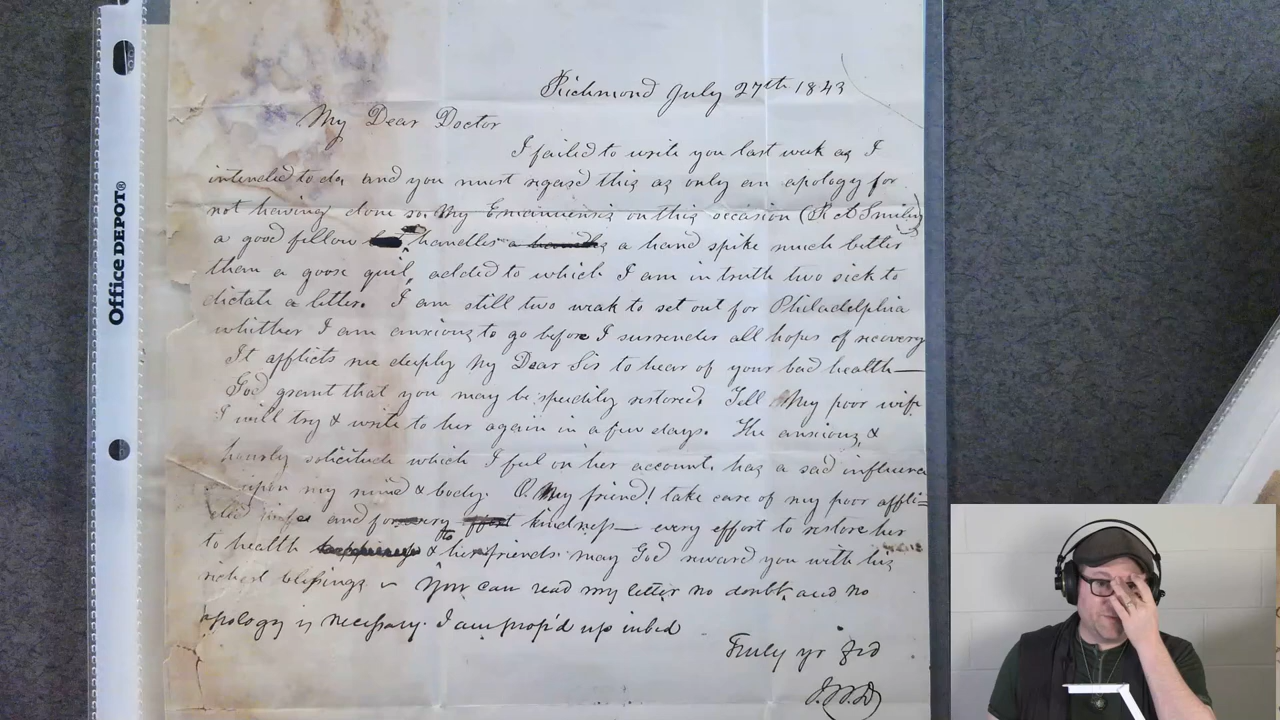 Office DEPOT®
Richmond July 27th 1843
My Dear Doctor
I failed to write you last week as I
intended to do, and you must regard this as only an apology for
not having done so. My Emanuensis on this occasion (R A Smiley)
a good fellow handles a hand spike much better
than a goose quil, added to which I am in truth two sick to
dictate a letter. I am still two weak to set out for Philadelphia
whither I am anxious to go before I surrender all hopes of recovery
It afflicts me deeply My Dear Sir to hear of your bad health—
God grant that you may be speedily restored. Tell My poor wife
I will try & write to her again in a few days. The anxious, &
hourly solicitude which I feel on her account, has a sad influence
upon my mind & body. O. My friend! take care of my poor affli=
cted wife and for every kindness— every effort to restore her
to health & to her friends may God reward you with his
richest blessings ~ You can read my letter no doubt, and no
apology is necessary. I am prop'd up in bed
Truly yr frd